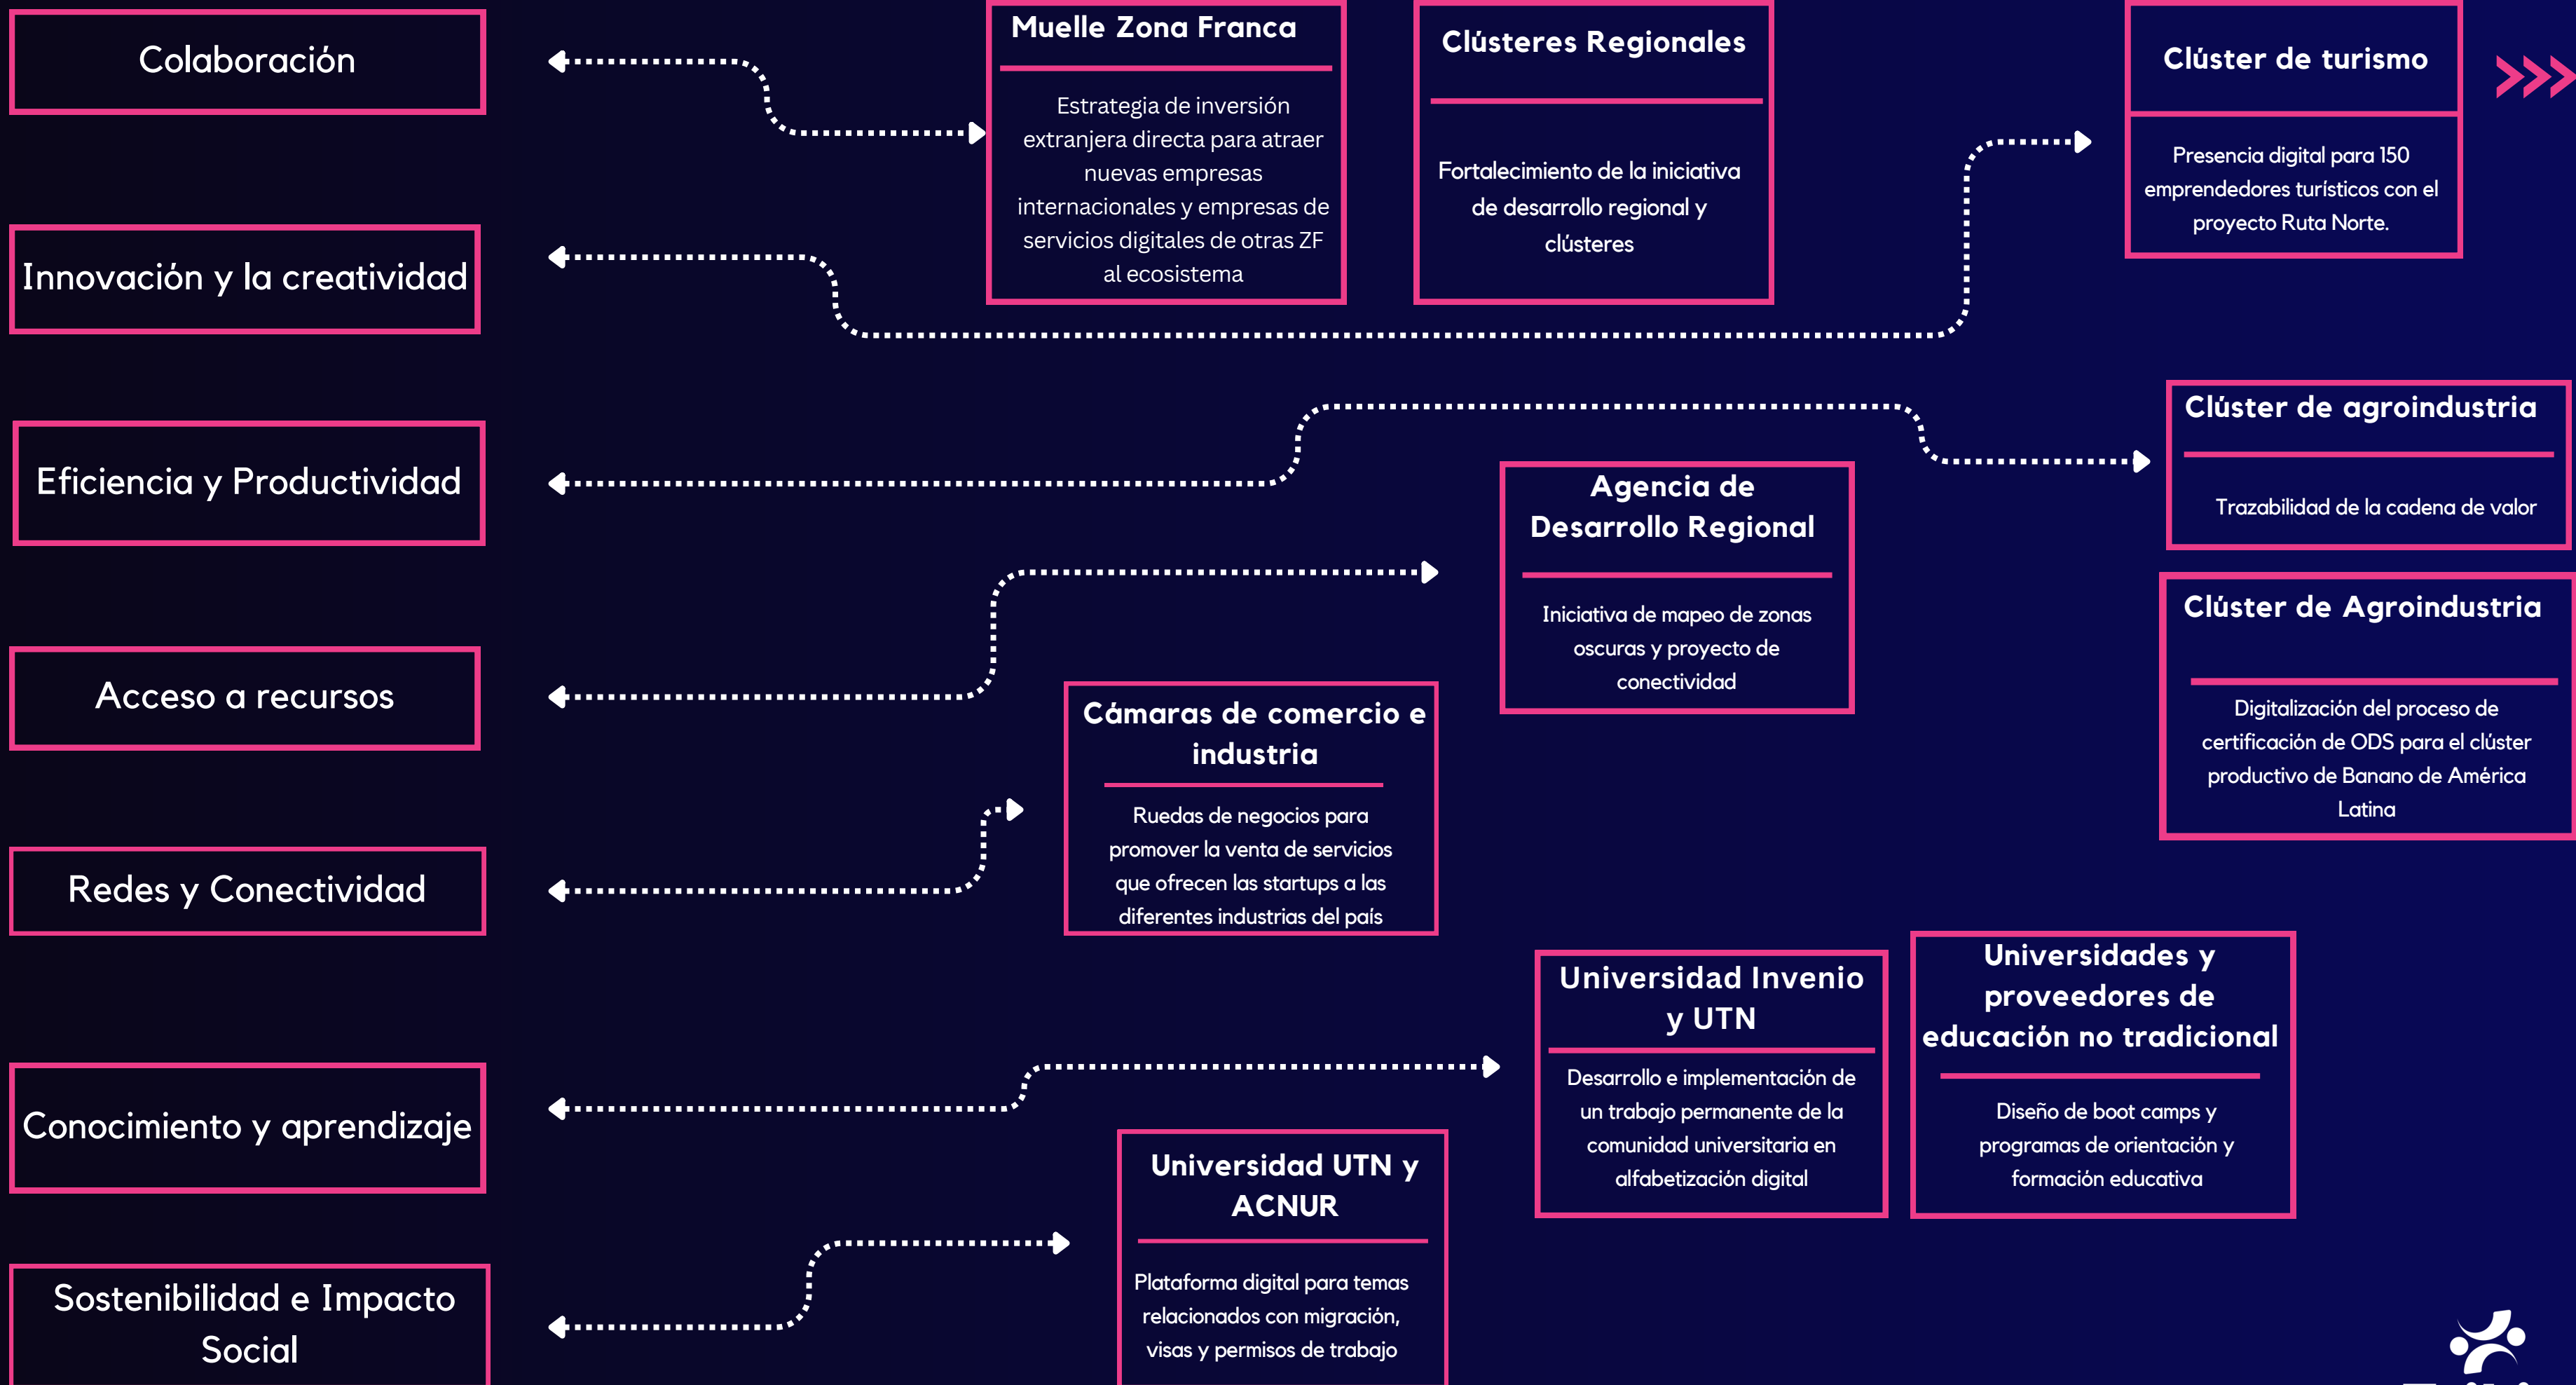 Colaboración
Muelle Zona Franca
Estrategia de inversión
extranjera directa para atraer
nuevas empresas
internacionales y empresas de
servicios digitales de otras ZF
al ecosistema
Clústeres Regionales
Fortalecimiento de la iniciativa
de desarrollo regional y
clústeres
Clúster de turismo
Presencia digital para 150
emprendedores turísticos con el
proyecto Ruta Norte.
Innovación y la creatividad
Eficiencia y Productividad
Clúster de agroindustria
Trazabilidad de la cadena de valor
Agencia de
Desarrollo Regional
Iniciativa de mapeo de zonas
oscuras y proyecto de
conectividad
Clúster de Agroindustria
Digitalización del proceso de
certificación de ODS para el clúster
productivo de Banano de América
Latina
Acceso a recursos
Cámaras de comercio e
industria
Ruedas de negocios para
promover la venta de servicios
que ofrecen las startups a las
diferentes industrias del país
Redes y Conectividad
Universidad Invenio
y UTN
Desarrollo e implementación de
un trabajo permanente de la
comunidad universitaria en
alfabetización digital
Universidades y
proveedores de
educación no tradicional
Diseño de boot camps y
programas de orientación y
formación educativa
Conocimiento y aprendizaje
Universidad UTN y
ACNUR
Plataforma digital para temas
relacionados con migración,
visas y permisos de trabajo
Sostenibilidad e Impacto
Social